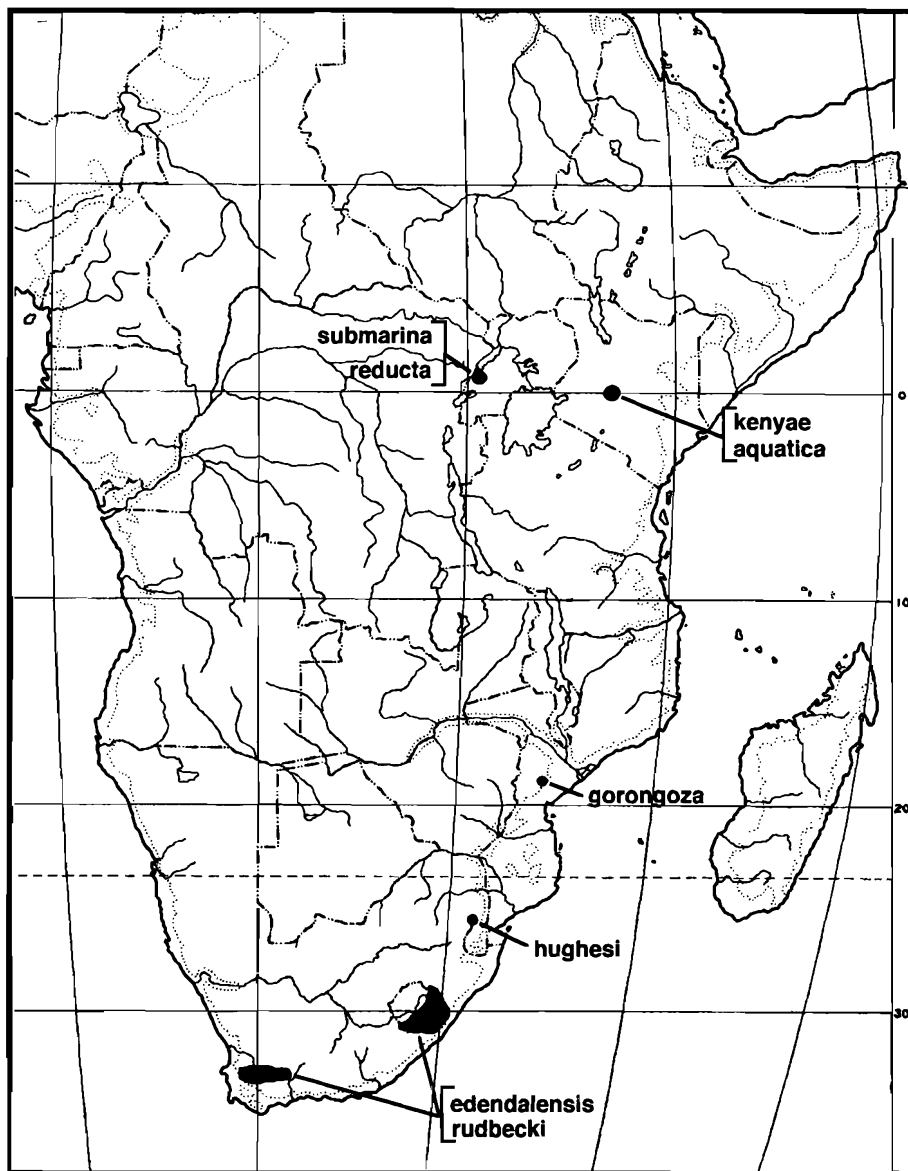 submarina
reducta
0
kenyae
aquatica
10
gorongoza
20
hughesi
30
edendalensis
rudbecki